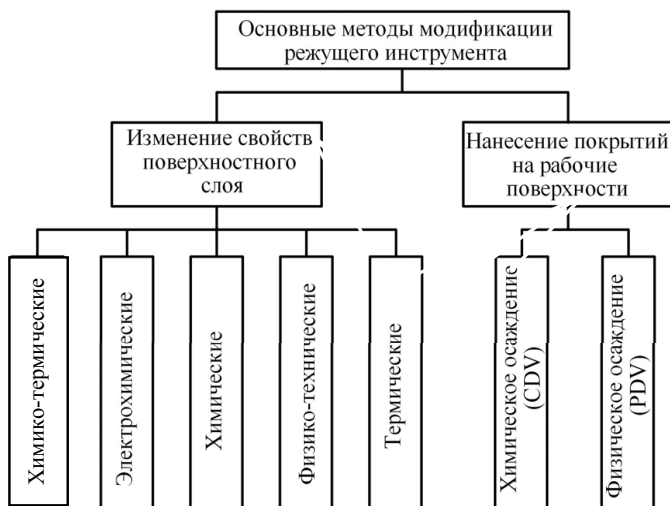 Основные методы модификации
режущего инструмента
Изменение свойств
поверхностного
слоя
Нанесение покрытий
на рабочие
поверхности
Химико-термические
Электрохимические
Химические
Физико-технические
Термические
Химическое осаждение
(CDV)
Физическое осаждение
(PDV)